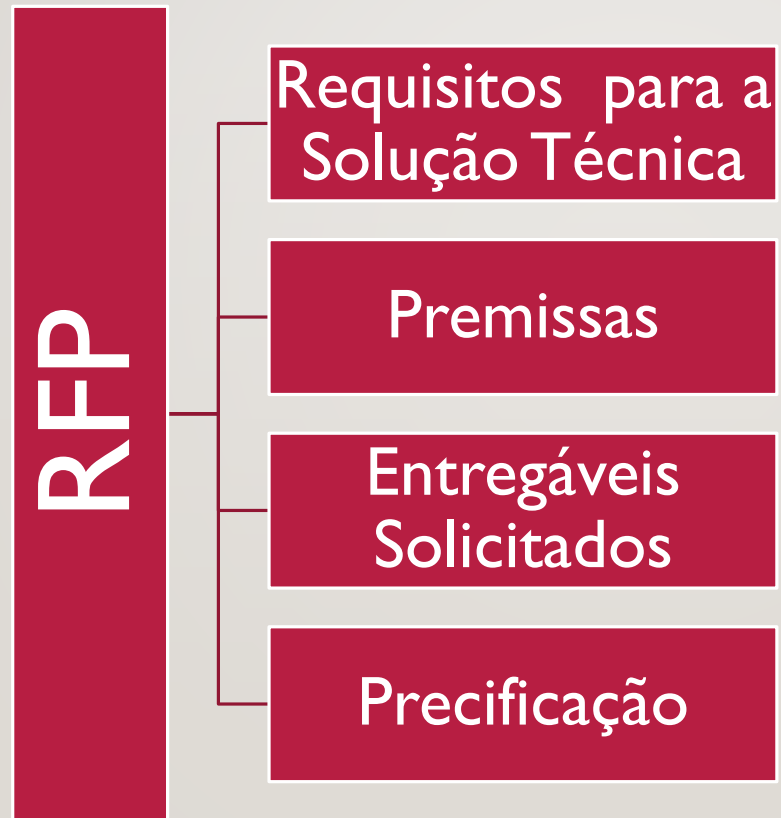 RFP
Requisitos para a
Solução Técnica
Premissas
Entregáveis
Solicitados
Precificação